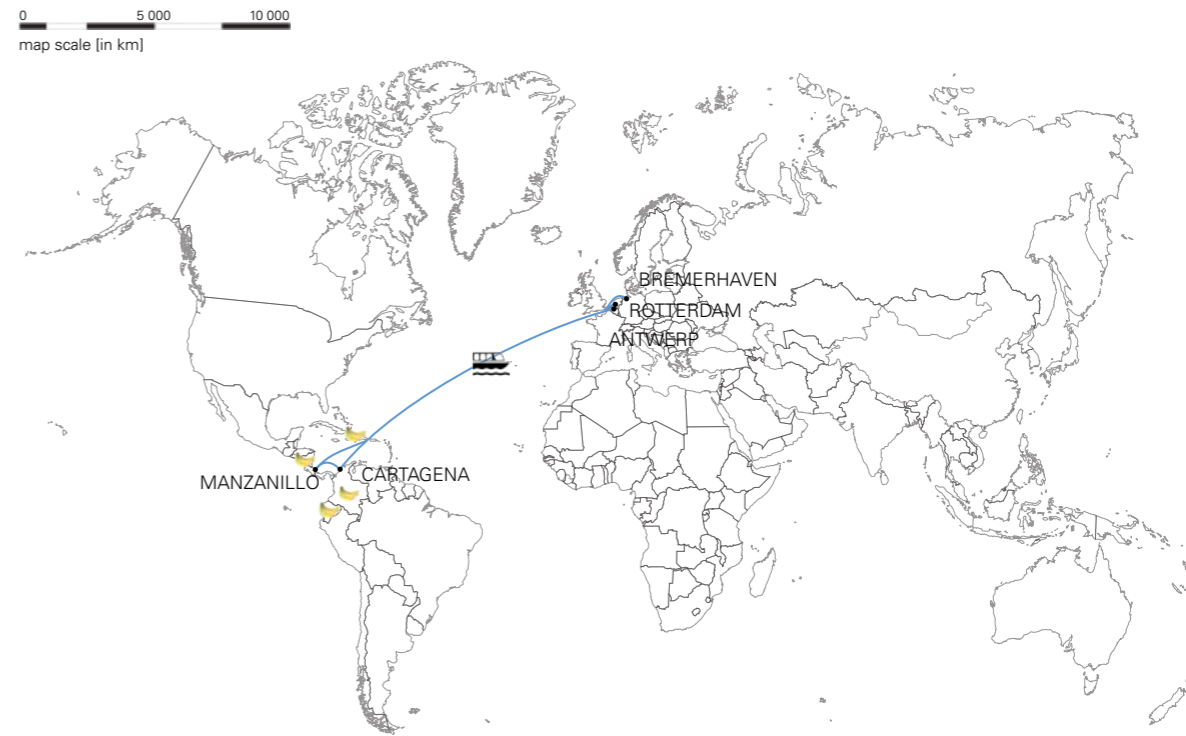 0 5 000 10 000
map scale [in km]
BREMERHAVEN
ROTTERDAM
ANTWERP
MANZANILLO
CARTAGENA